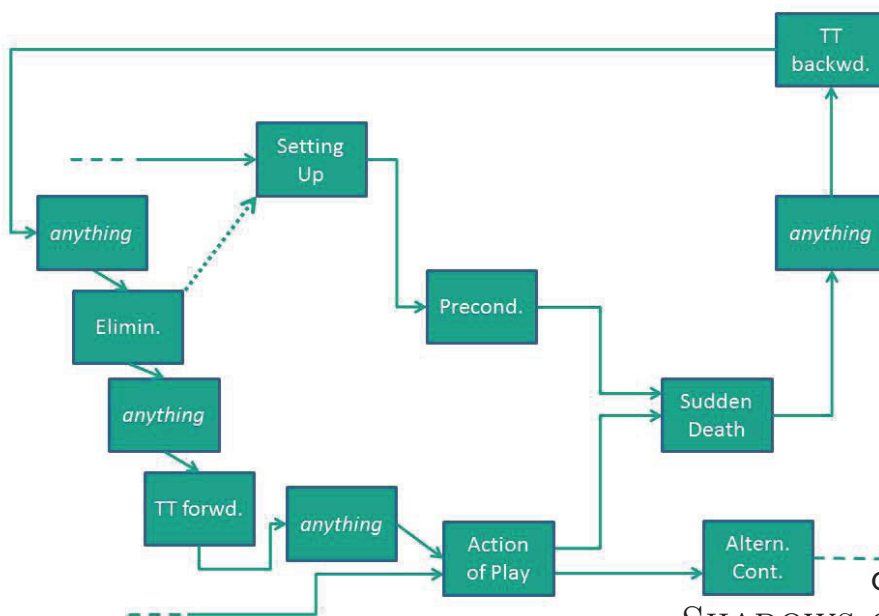 TT
backwd.
Setting
Up
anything
anything
Elimin.
Precond.
anything
Sudden
Death
TT forwd.
anything
Action
of Play
Altern.
Cont.